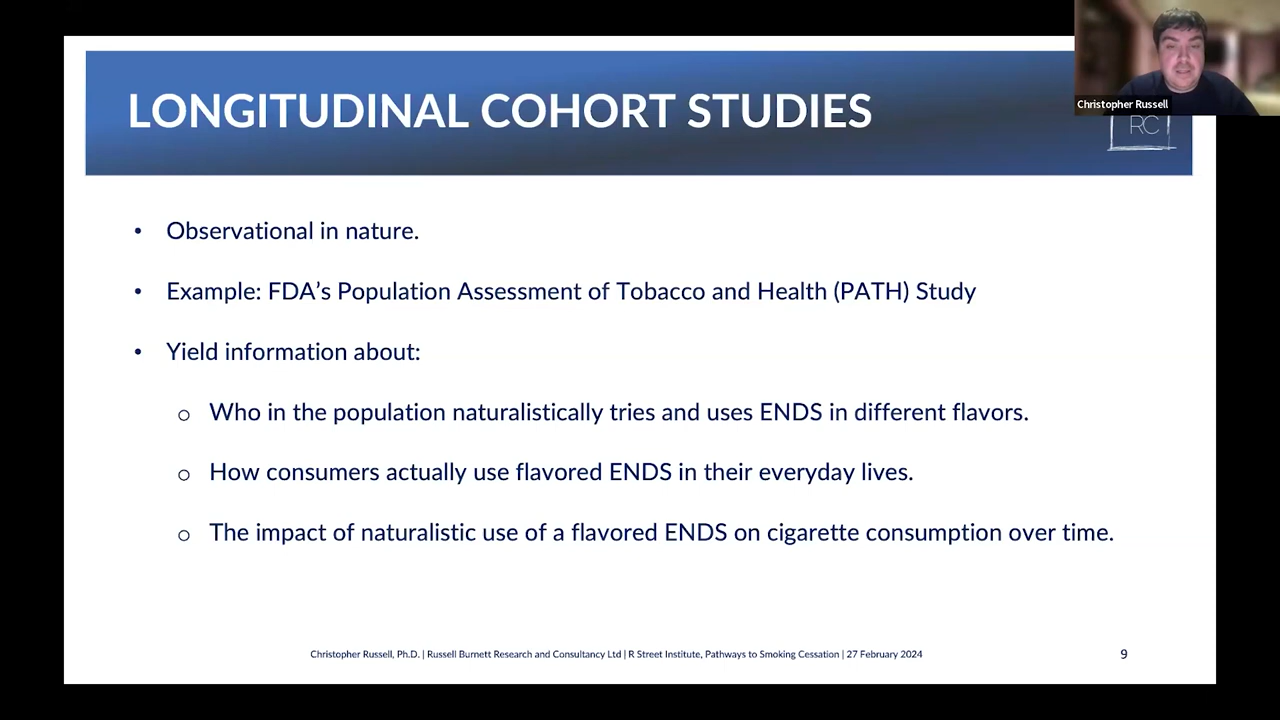 LONGITUDINAL COHORT STUDIES
Christopher Russell
RC
• Observational in nature.
• Example: FDA's Population Assessment of Tobacco and Health (PATH) Study
• Yield information about:
o Who in the population naturalistically tries and uses ENDS in different flavors.
o How consumers actually use flavored ENDS in their everyday lives.
o The impact of naturalistic use of a flavored ENDS on cigarette consumption over time.
Christopher Russell, Ph.D. | Russell Burnett Research and Consultancy Ltd | R Street Institute, Pathways to Smoking Cessation | 27 February 2024
9